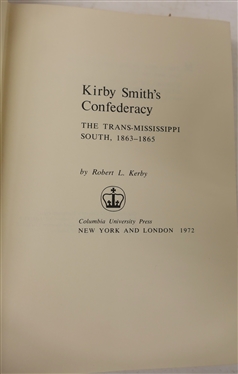 Kirby Smith's
Confederacy
THE TRANS-MISSISSIPPI
SOUTH, 1863–1865
by Robert L. Kerby
Columbia University Press
NEW YORK AND LONDON 1972